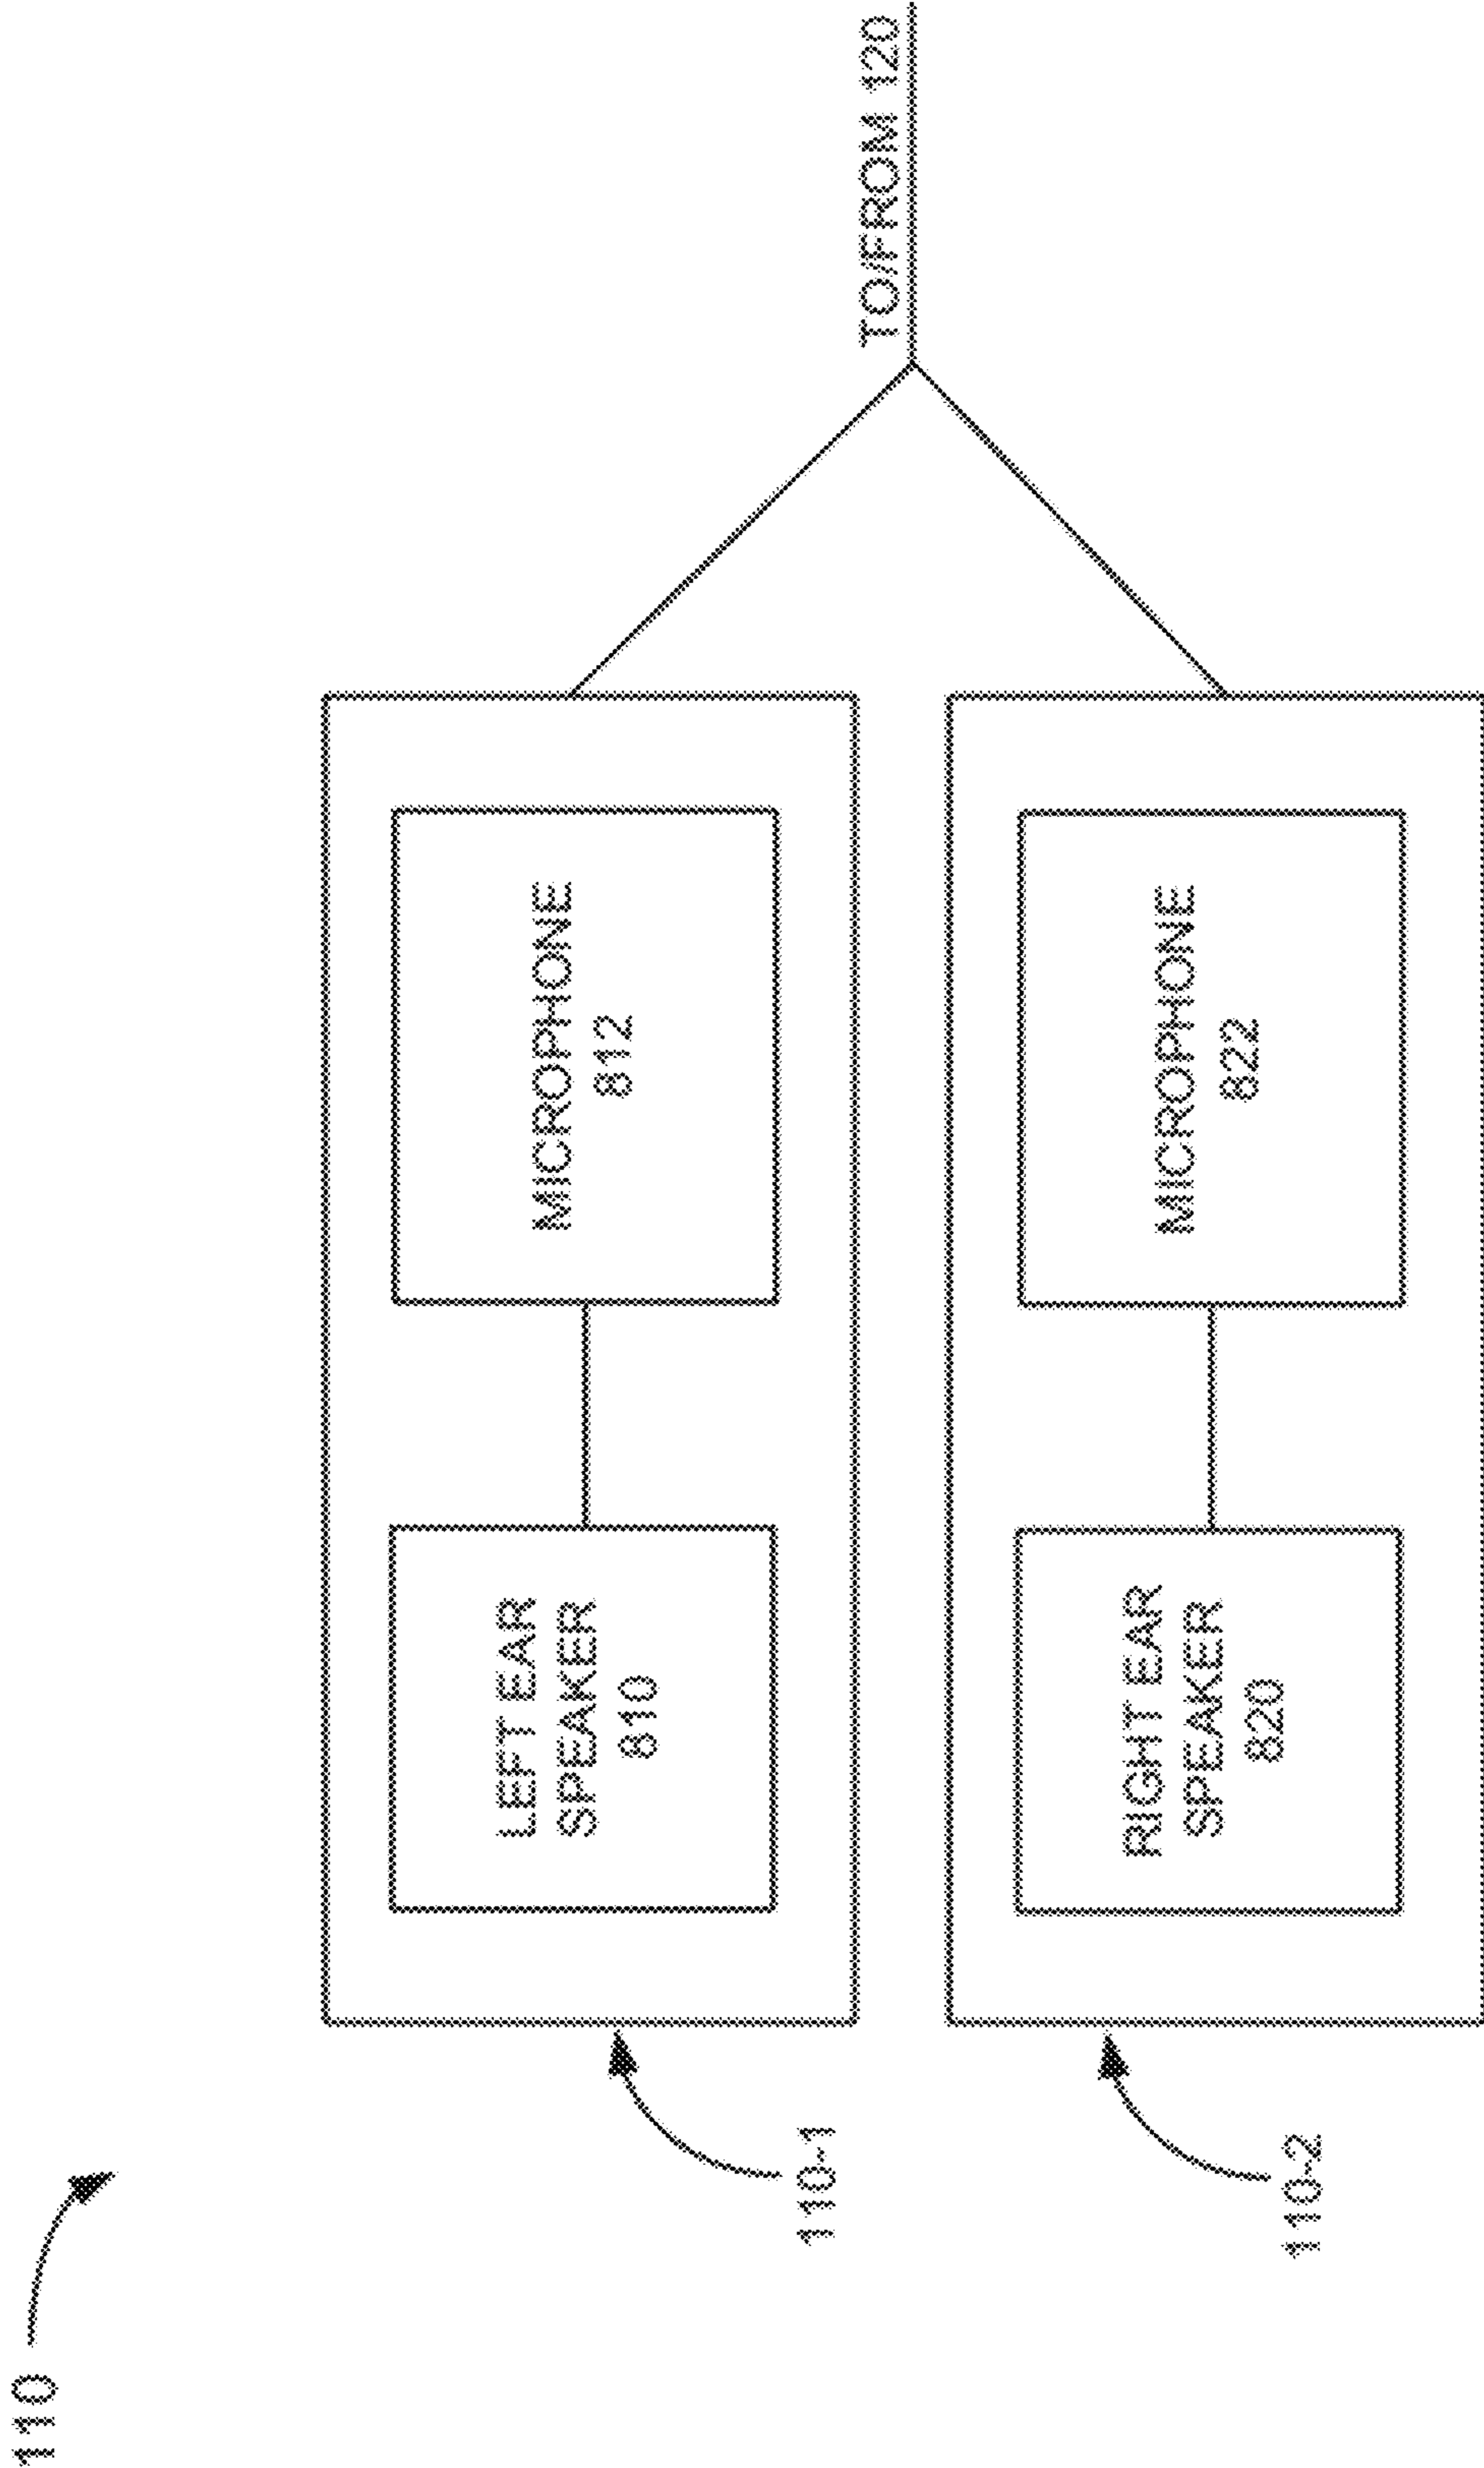 110
110-1
LEFT EAR
SPEAKER
810
MICROPHONE
812
110-2
RIGHT EAR
SPEAKER
820
MICROPHONE
822
TO/FROM 120